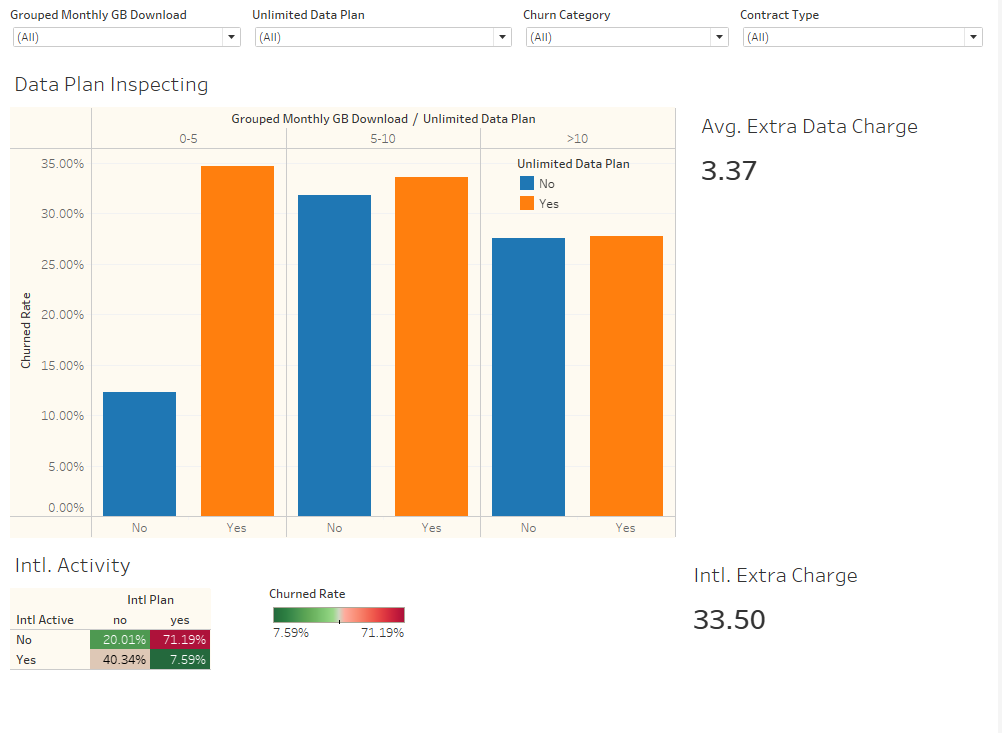 Grouped Monthly GB Download Unlimited Data Plan Churn Category Contract Type
(All) (All) (All) (All)
Data Plan Inspecting
Grouped Monthly GB Download / Unlimited Data Plan
0-5 5-10 >10
Unlimited Data Plan
No
Yes
Churned Rate
35.00%
30.00%
25.00%
20.00%
15.00%
10.00%
5.00%
0.00%
No Yes No Yes No Yes
Avg. Extra Data Charge
3.37
Intl. Activity
Intl Plan
Intl Active no yes
No 20.01% 71.19%
Yes 40.34% 7.59%
Churned Rate
7.59% 71.19%
Intl. Extra Charge
33.50